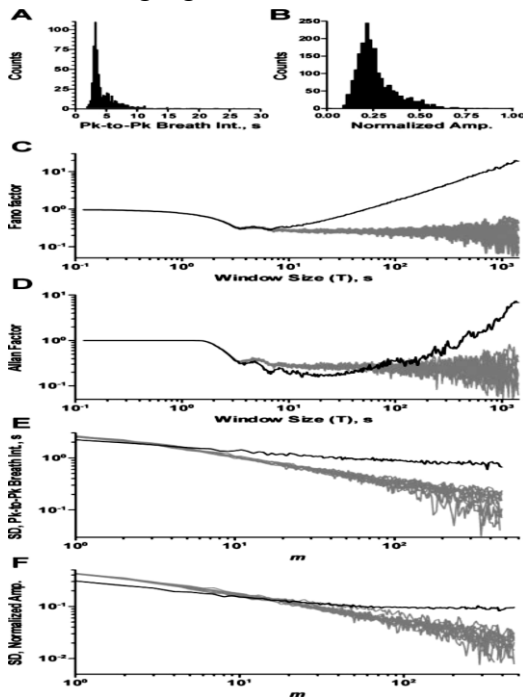 A
B
Counts
100
75
50
25
0
0 5 10 15 20 25 30
Pk-to-Pk Breath Int., s
Counts
250
200
150
100
50
0
0.00 0.25 0.50 0.75 1.00
Normalized Amp.
C
Fano factor
10¹
10⁰
10⁻¹
10⁻¹ 10⁰ 10¹ 10² 10³
Window Size (T), s
D
Allan Factor
10¹
10⁰
10⁻¹
10⁻¹ 10⁰ 10¹ 10² 10³
Window Size (T), s
E
SD, Pk-to-Pk Breath Int, s
10⁰
10⁻¹
10⁰ 10¹ 10²
m
F
SD, Normalized Amp.
10⁻¹
10⁻²
10⁰ 10¹ 10²
m